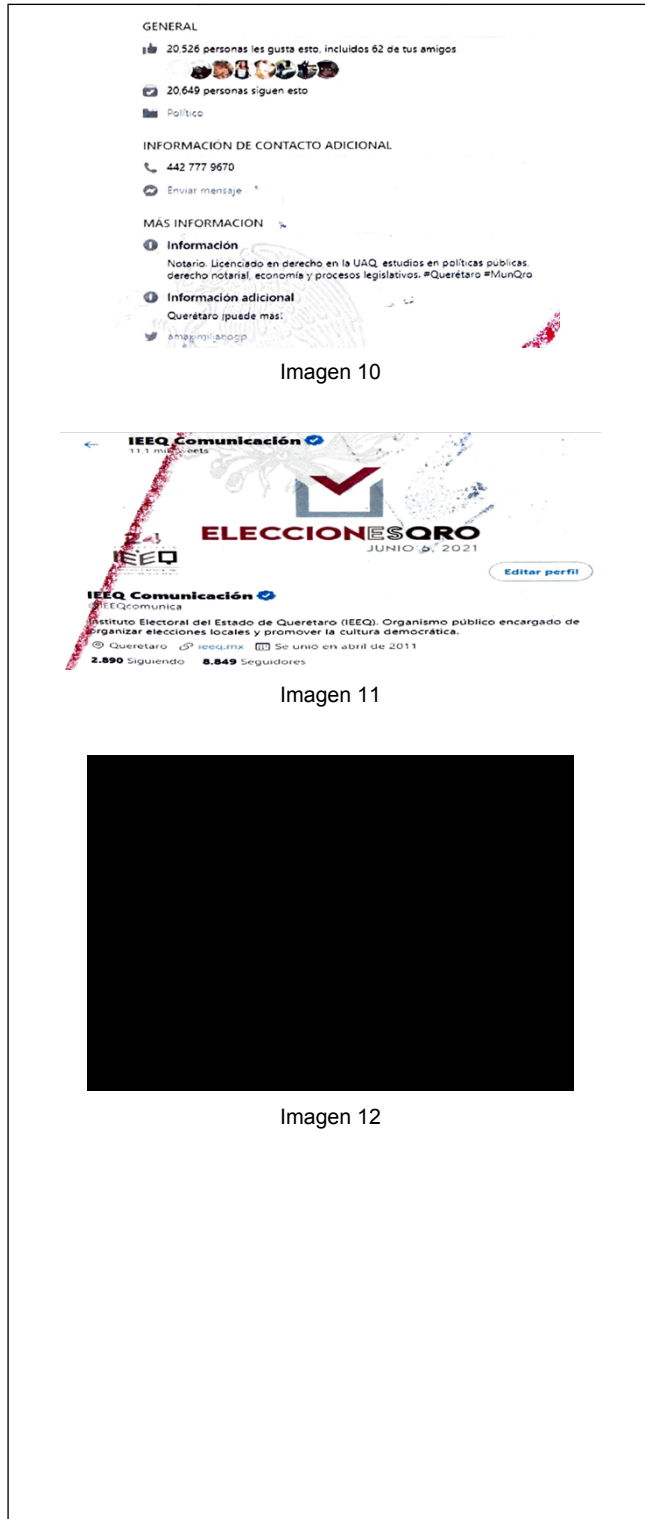 GENERAL
20,526 personas les gusta esto, incluidos 62 de tus amigos
20,649 personas siguen esto
Político
INFORMACIÓN DE CONTACTO ADICIONAL
442 777 9670
Enviar mensaje
MÁS INFORMACIÓN
Información
Notario. Licenciado en derecho en la UAQ, estudios en políticas públicas,
derecho notarial, economía y procesos legislativos. #Querétaro #MunQro
Información adicional
Querétaro ¡puede más!
amaximilianogp
Imagen 10
IEEQ Comunicación
11,1 mil Tweets
ELECCIONESQRO
JUNIO 6, 2021
IEEQ
Editar perfil
IEEQ Comunicación
@IEEQcomunica
Instituto Electoral del Estado de Querétaro (IEEQ). Organismo público encargado de
organizar elecciones locales y promover la cultura democrática.
Querétaro ieeq.mx Se unió en abril de 2011
2.890 Siguiendo 8.849 Seguidores
Imagen 11
Imagen 12